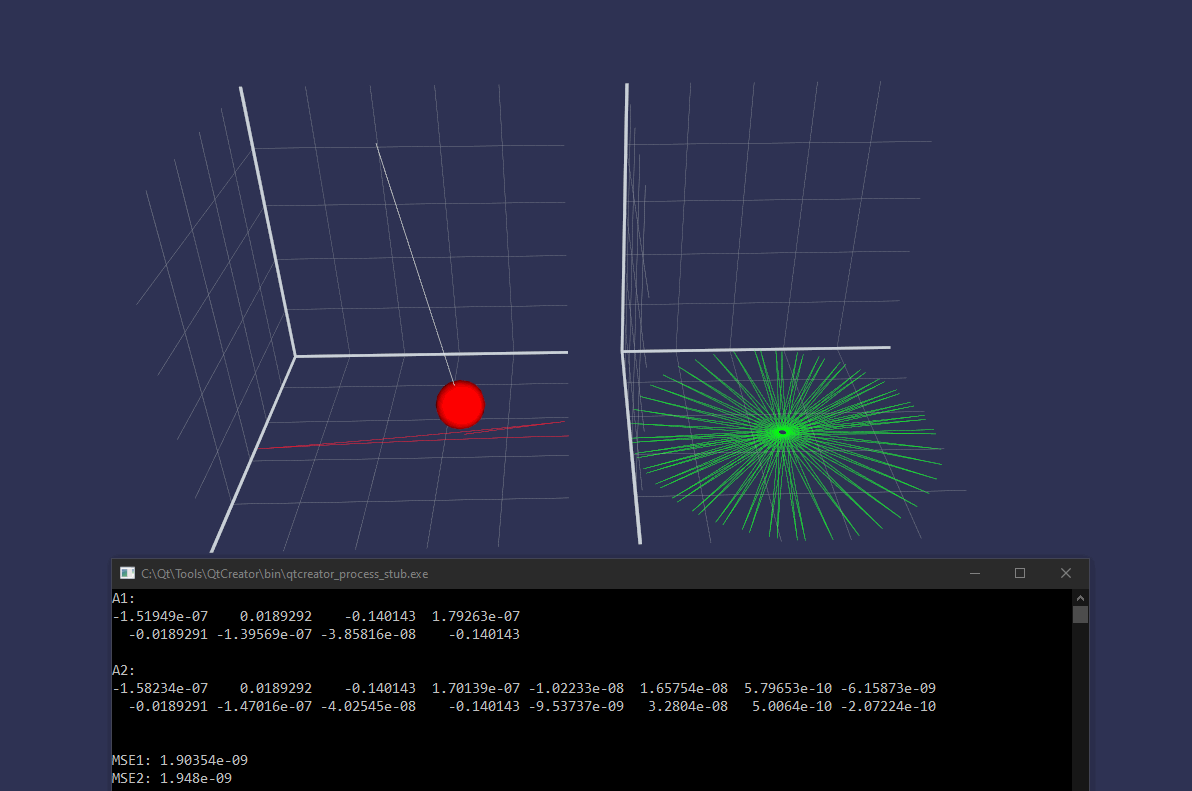 C:\Qt\Tools\QtCreator\bin\qtcreator_process_stub.exe
A1:
-1.51949e-07    0.0189292    -0.140143  1.79263e-07
  -0.0189291 -1.39569e-07 -3.85816e-08    -0.140143
A2:
-1.58234e-07    0.0189292    -0.140143  1.70139e-07 -1.02233e-08  1.65754e-08  5.79653e-10 -6.15873e-09
  -0.0189291 -1.47016e-07 -4.02545e-08    -0.140143 -9.53737e-09   3.2804e-08   5.0064e-10 -2.07224e-10
MSE1: 1.90354e-09
MSE2: 1.948e-09